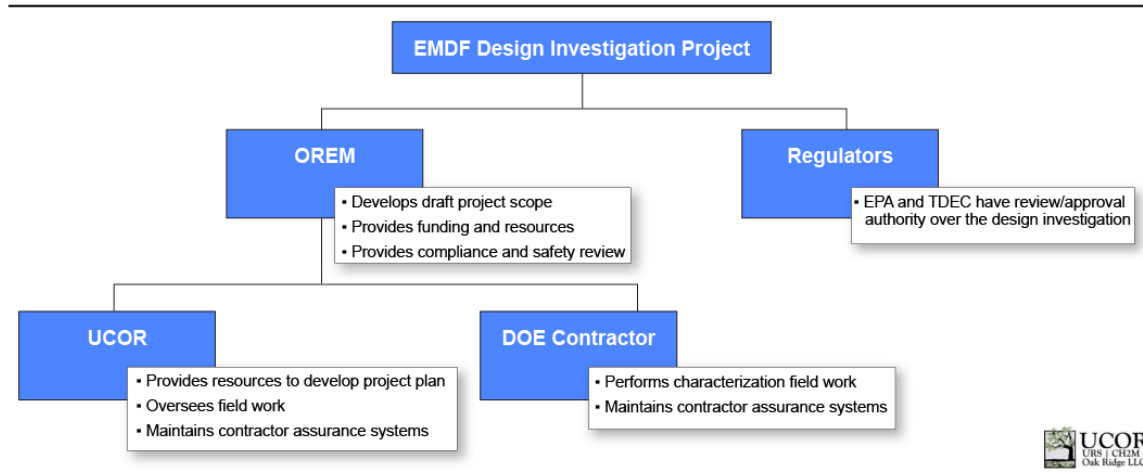 EMDF Design Investigation Project
OREM
▪ Develops draft project scope
▪ Provides funding and resources
▪ Provides compliance and safety review
Regulators
▪ EPA and TDEC have review/approval
authority over the design investigation
UCOR
▪ Provides resources to develop project plan
▪ Oversees field work
▪ Maintains contractor assurance systems
DOE Contractor
▪ Performs characterization field work
▪ Maintains contractor assurance systems
UCOR
URS | CH2M
Oak Ridge LLC